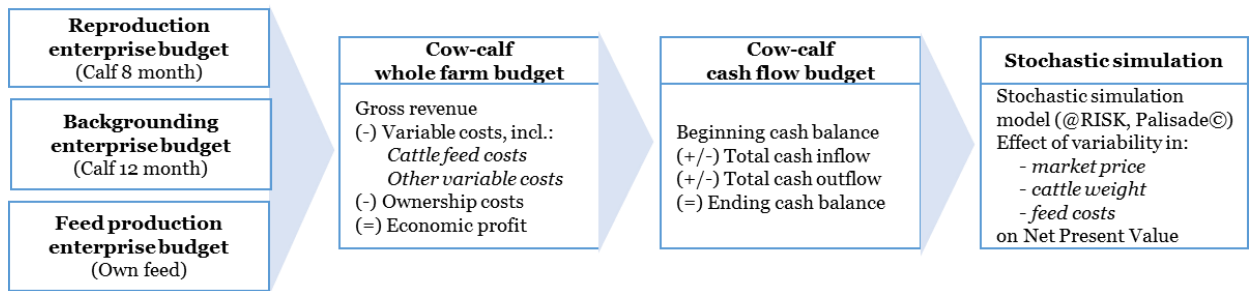 Reproduction
enterprise budget
(Calf 8 month)
Backgrounding
enterprise budget
(Calf 12 month)
Feed production
enterprise budget
(Own feed)
Cow-calf
whole farm budget
Gross revenue
(-) Variable costs, incl.:
Cattle feed costs
Other variable costs
(-) Ownership costs
(=) Economic profit
Cow-calf
cash flow budget
Beginning cash balance
(+/-) Total cash inflow
(+/-) Total cash outflow
(=) Ending cash balance
Stochastic simulation
Stochastic simulation
model (@RISK, Palisade©)
Effect of variability in:
- market price
- cattle weight
- feed costs
on Net Present Value